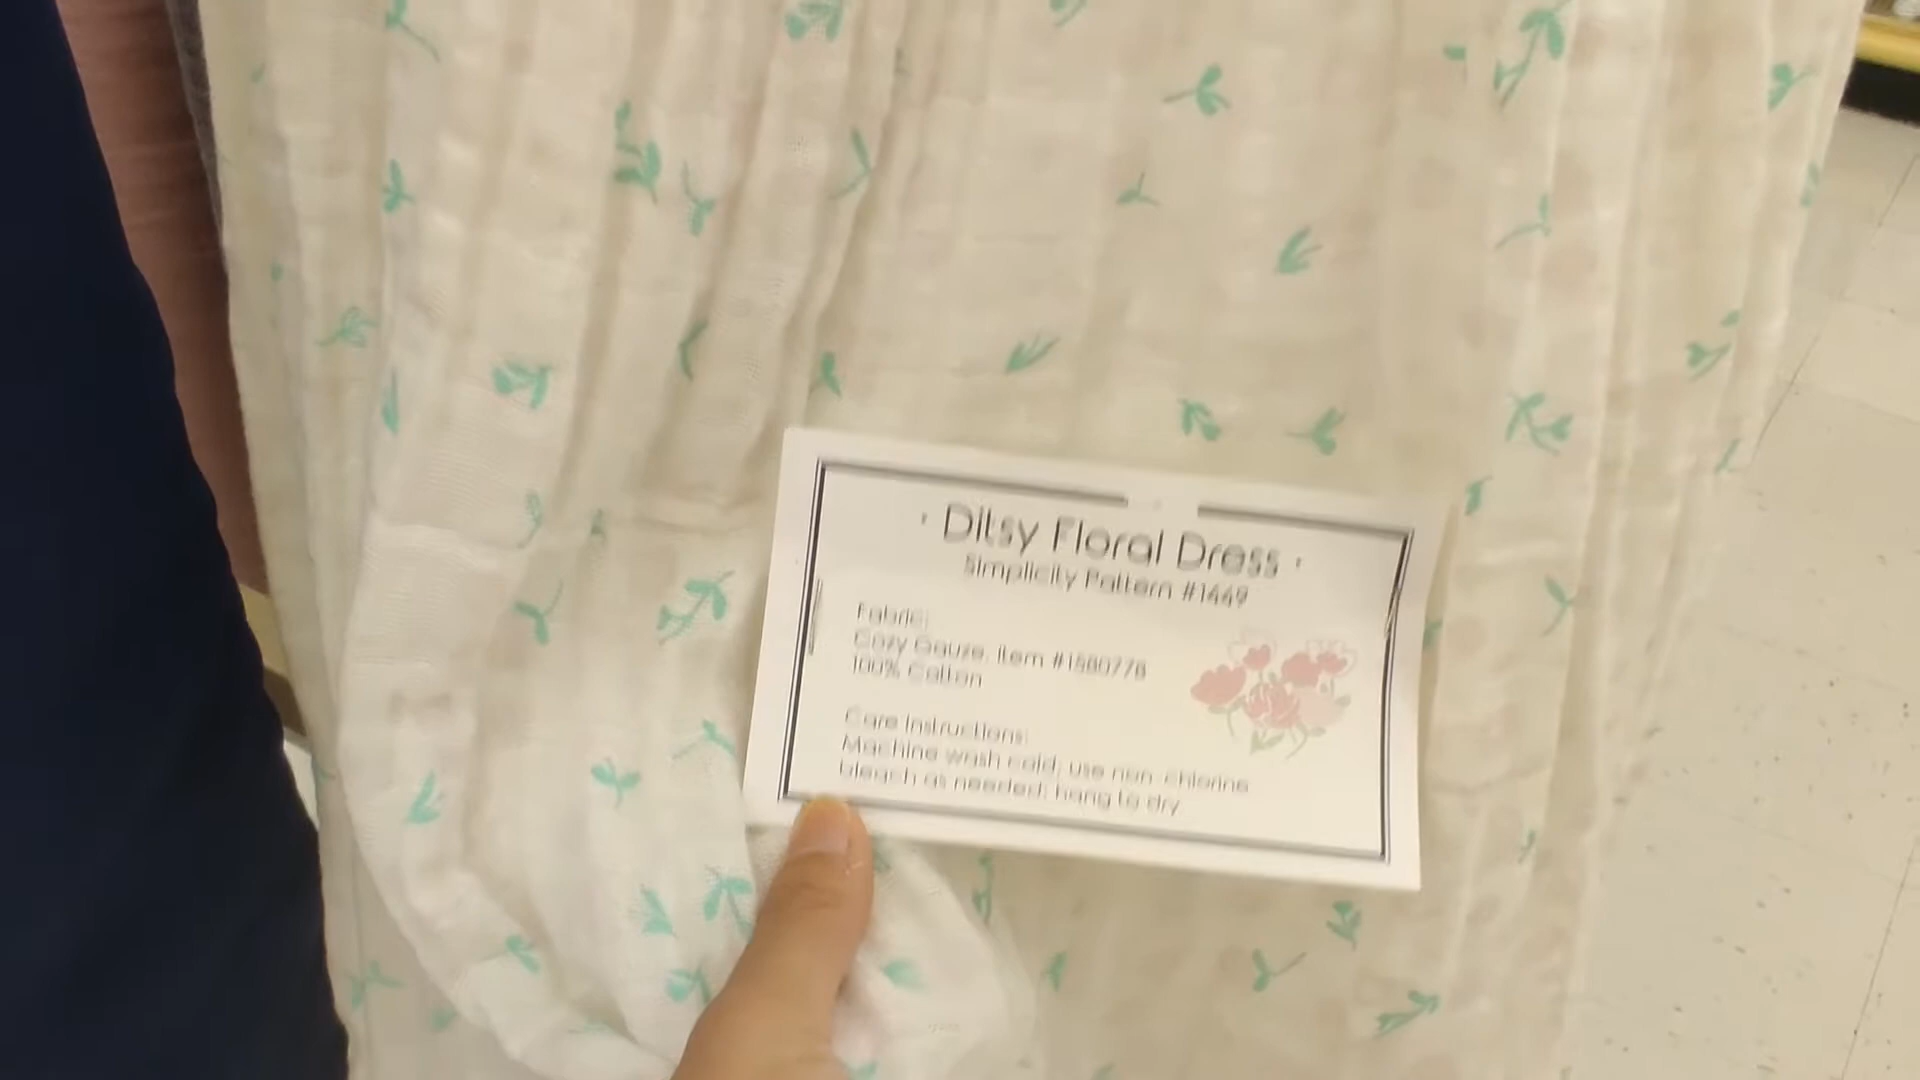 · Ditsy Floral Dress ·
Simplicity Pattern #1669
Fabric:
Cozy Gauze, Item #1580778
100% Cotton
Care Instructions:
Machine wash cold; use non-chlorine
bleach as needed; hang to dry